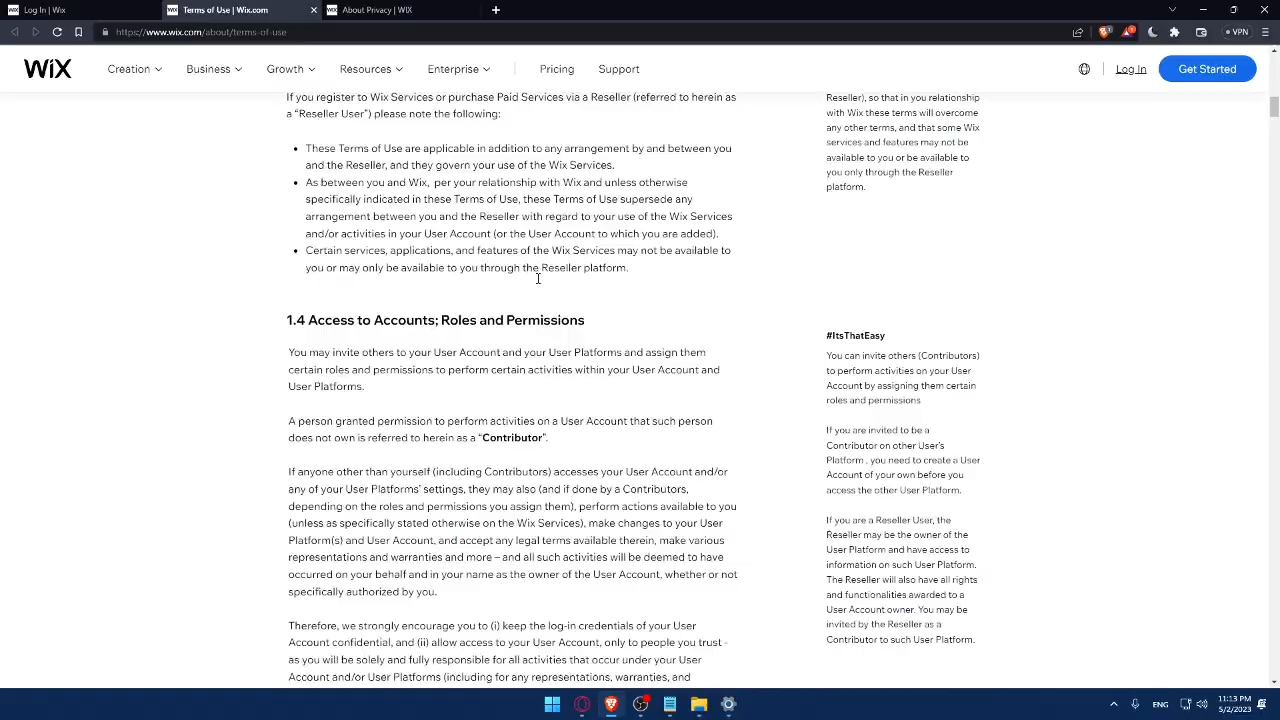 Log In | Wix
Terms of Use | Wix.com
About Privacy | WIX
https://www.wix.com/about/terms-of-use
VPN
WiX
Creation
Business
Growth
Resources
Enterprise
Pricing
Support
Log In
Get Started
If you register to Wix Services or purchase Paid Services via a Reseller (referred to herein as
a “Reseller User”) please note the following:
• These Terms of Use are applicable in addition to any arrangement by and between you
and the Reseller, and they govern your use of the Wix Services.
• As between you and Wix, per your relationship with Wix and unless otherwise
specifically indicated in these Terms of Use, these Terms of Use supersede any
arrangement between you and the Reseller with regard to your use of the Wix Services
and/or activities in your User Account (or the User Account to which you are added).
• Certain services, applications, and features of the Wix Services may not be available to
you or may only be available to you through the Reseller platform.
Reseller), so that in you relationship
with Wix these terms will overcome
any other terms, and that some Wix
services and features may not be
available to you or be available to
you only through the Reseller
platform.
1.4 Access to Accounts; Roles and Permissions
You may invite others to your User Account and your User Platforms and assign them
certain roles and permissions to perform certain activities within your User Account and
User Platforms.
A person granted permission to perform activities on a User Account that such person
does not own is referred to herein as a “Contributor”.
If anyone other than yourself (including Contributors) accesses your User Account and/or
any of your User Platforms’ settings, they may also (and if done by a Contributors,
depending on the roles and permissions you assign them), perform actions available to you
(unless as specifically stated otherwise on the Wix Services), make changes to your User
Platform(s) and User Account, and accept any legal terms available therein, make various
representations and warranties and more – and all such activities will be deemed to have
occurred on your behalf and in your name as the owner of the User Account, whether or not
specifically authorized by you.
Therefore, we strongly encourage you to (i) keep the log-in credentials of your User
Account confidential, and (ii) allow access to your User Account, only to people you trust -
as you will be solely and fully responsible for all activities that occur under your User
Account and/or User Platforms (including for any representations, warranties, and
#ItsThatEasy
You can invite others (Contributors)
to perform activities on your User
Account by assigning them certain
roles and permissions
If you are invited to be a
Contributor on other User's
Platform , you need to create a User
Account of your own before you
access the other User Platform.
If you are a Reseller User, the
Reseller may be the owner of the
User Platform and have access to
information on such User Platform.
The Reseller will also have all rights
and functionalities awarded to a
User Account owner. You may be
invited by the Reseller as a
Contributor to such User Platform.
ENG
11:13 PM
5/2/2023